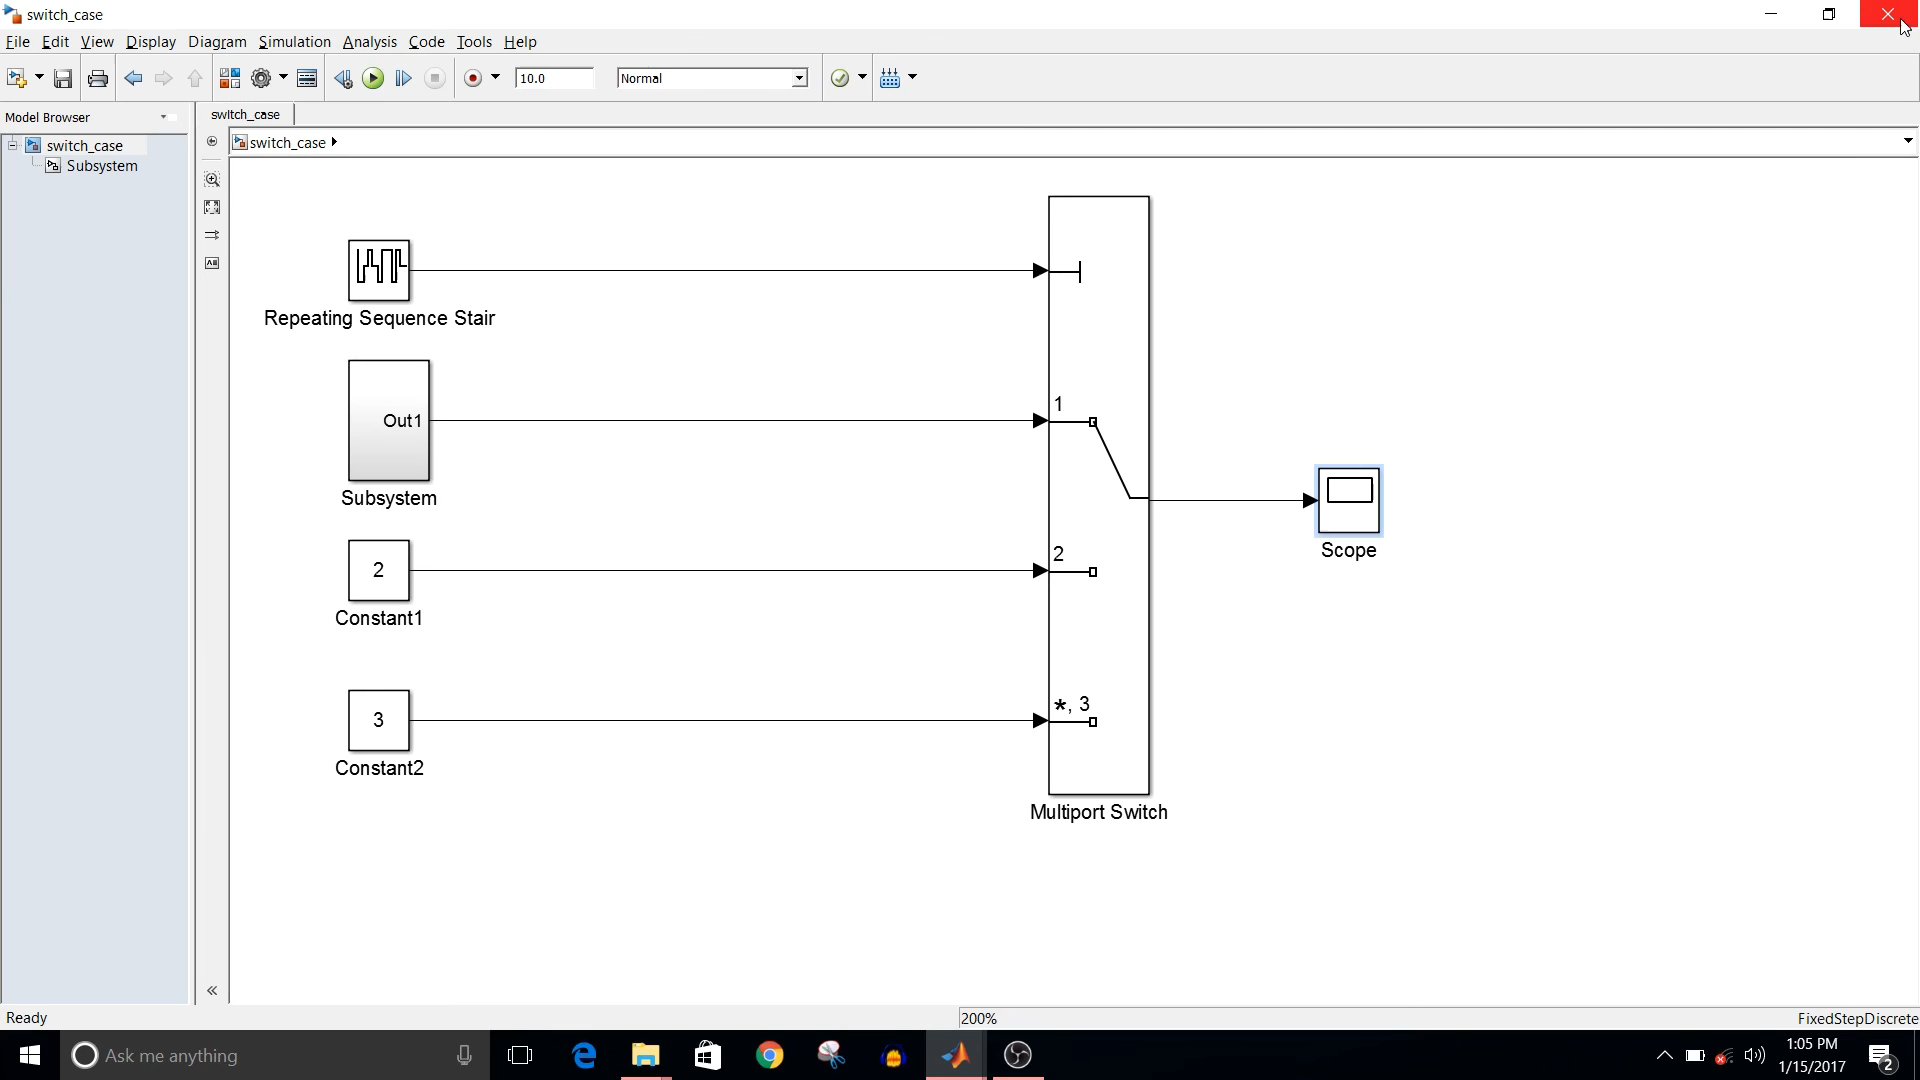 switch_case
File Edit View Display Diagram Simulation Analysis Code Tools Help
10.0 Normal
Model Browser
switch_case
Subsystem
switch_case
switch_case
Repeating Sequence Stair
Out1
Subsystem
2
Constant1
3
Constant2
1
2
*, 3
Multiport Switch
Scope
Ready
200%
FixedStepDiscrete
Ask me anything
1:05 PM
1/15/2017
2